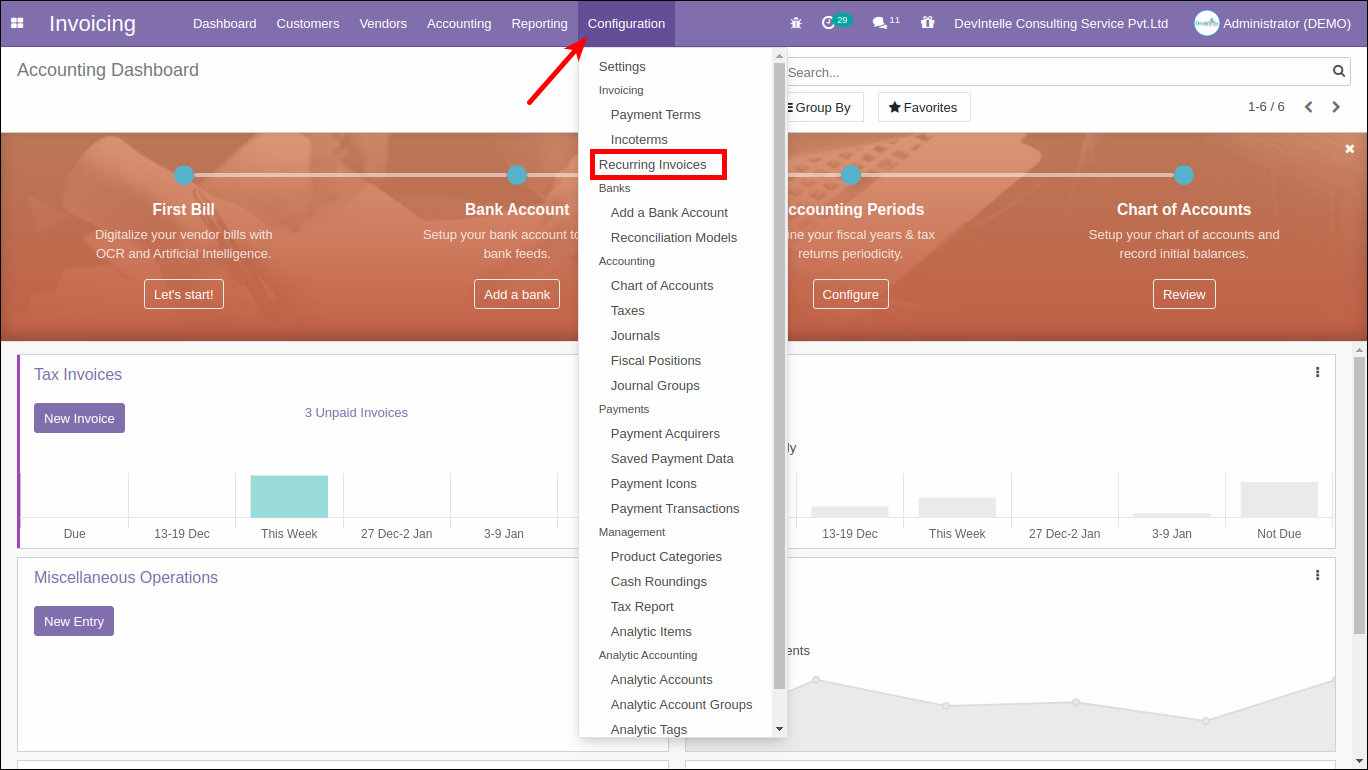 Invoicing Dashboard Customers Vendors Accounting Reporting Configuration 29 11 DevIntelle Consulting Service Pvt.Ltd Administrator (DEMO)
Accounting Dashboard
Search...
Group By Favorites 1-6 / 6
Settings
Invoicing
Payment Terms
Incoterms
Recurring Invoices
Banks
Add a Bank Account
Reconciliation Models
Accounting
Chart of Accounts
Taxes
Journals
Fiscal Positions
Journal Groups
Payments
Payment Acquirers
Saved Payment Data
Payment Icons
Payment Transactions
Management
Product Categories
Cash Roundings
Tax Report
Analytic Items
Analytic Accounting
Analytic Accounts
Analytic Account Groups
Analytic Tags
First Bill
Digitalize your vendor bills with
OCR and Artificial Intelligence.
Let's start!
Bank Account
Setup your bank account to
bank feeds.
Add a bank
ccounting Periods
ine your fiscal years & tax
returns periodicity.
Configure
Chart of Accounts
Setup your chart of accounts and
record initial balances.
Review
Tax Invoices
New Invoice 3 Unpaid Invoices
Due 13-19 Dec This Week 27 Dec-2 Jan 3-9 Jan
ly
13-19 Dec This Week 27 Dec-2 Jan 3-9 Jan Not Due
Miscellaneous Operations
New Entry
ents